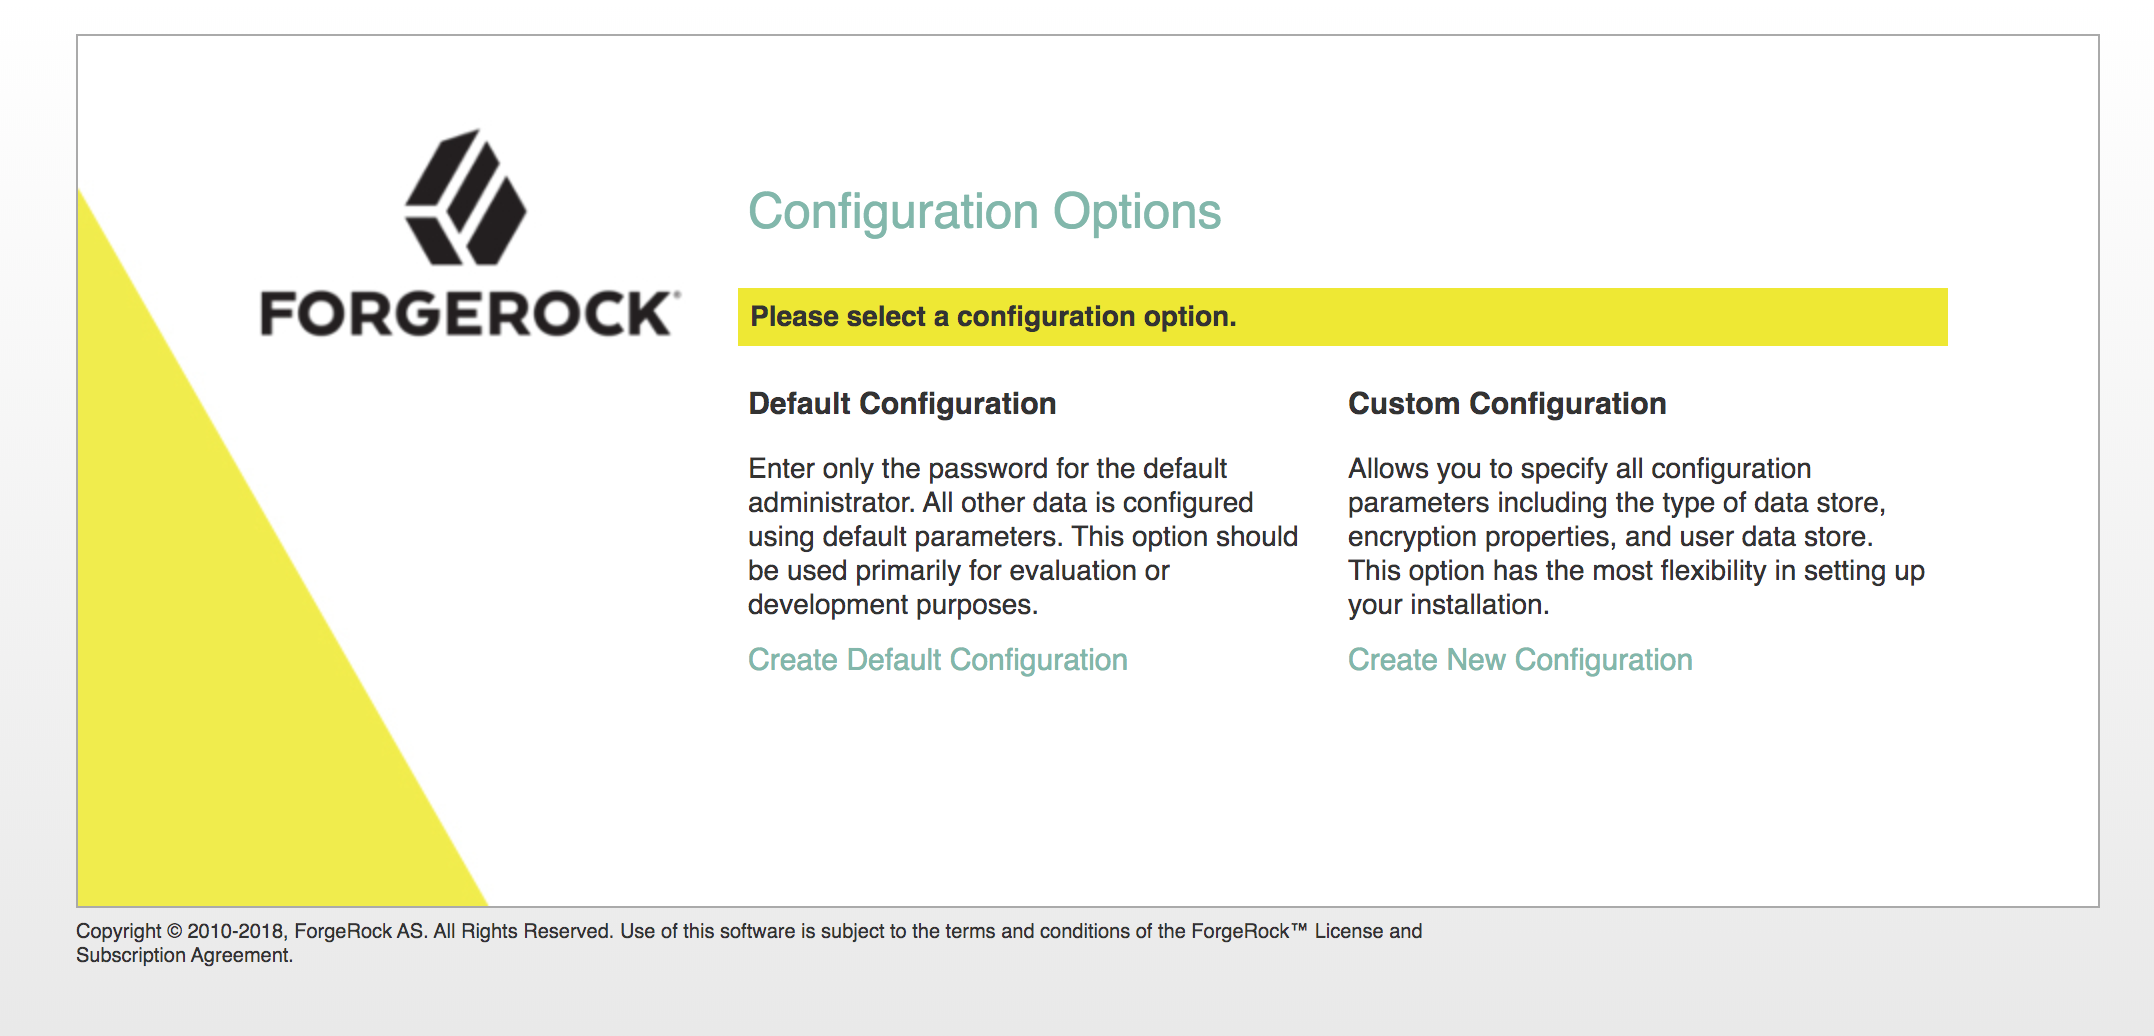 FORGEROCK®
Configuration Options
Please select a configuration option.
Default Configuration
Enter only the password for the default
administrator. All other data is configured
using default parameters. This option should
be used primarily for evaluation or
development purposes.
Create Default Configuration
Custom Configuration
Allows you to specify all configuration
parameters including the type of data store,
encryption properties, and user data store.
This option has the most flexibility in setting up
your installation.
Create New Configuration
Copyright © 2010-2018, ForgeRock AS. All Rights Reserved. Use of this software is subject to the terms and conditions of the ForgeRock™ License and
Subscription Agreement.